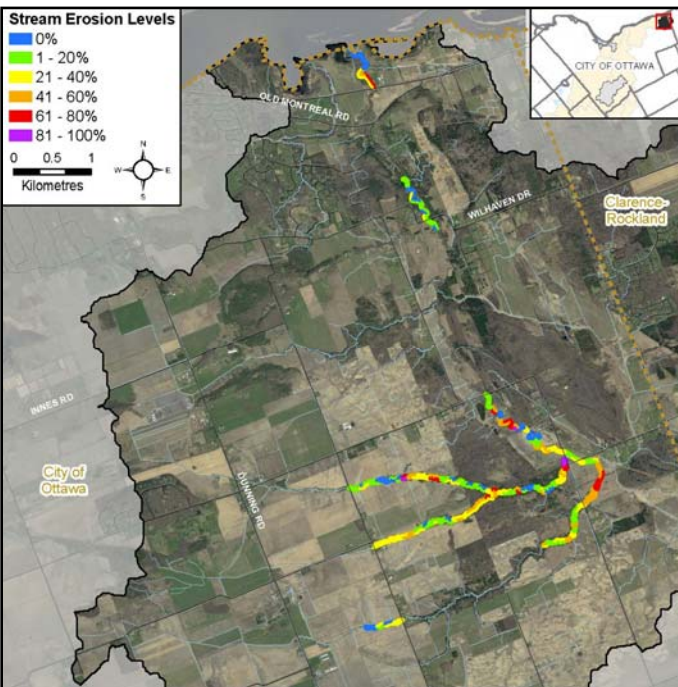 Stream Erosion Levels
0%
1 - 20%
21 - 40%
41 - 60%
61 - 80%
81 - 100%
0 0.5 1
Kilometres
N
W E
S
CITY OF OTTAWA
OLD MONTREAL RD
WILHAVEN DR
Clarence-
Rockland
INNES RD
City of
Ottawa
DUNNING RD